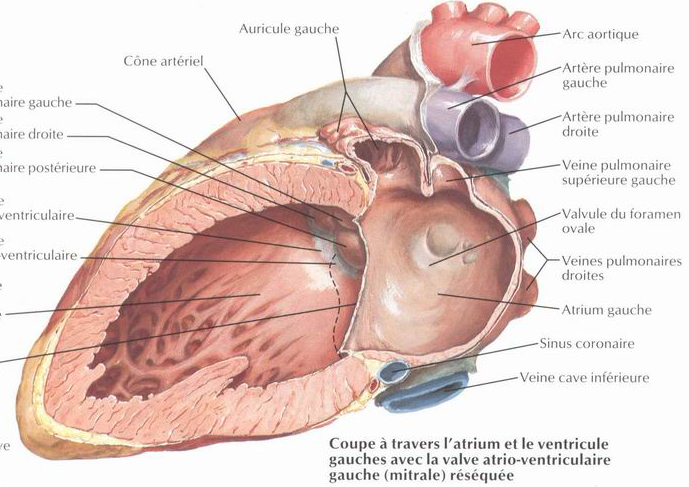 Auricule gauche
Cône artériel
Arc aortique
Artère pulmonaire
gauche
Artère pulmonaire
droite
Veine pulmonaire
supérieure gauche
Valvule du foramen
ovale
Veines pulmonaires
droites
Atrium gauche
Sinus coronaire
Veine cave inférieure
e
naire gauche
e
naire droite
e
naire postérieure
e
ventriculaire
e
-ventriculaire
e
e
ve
Coupe à travers l'atrium et le ventricule
gauches avec la valve atrio-ventriculaire
gauche (mitrale) réséquée